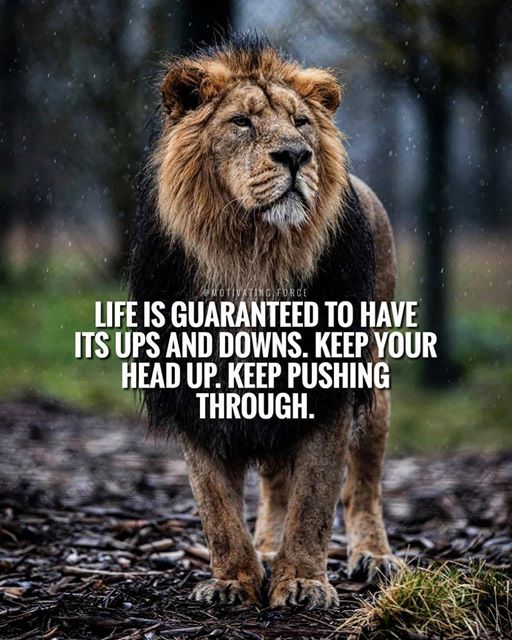 @MOTIVATING.FORCE
LIFE IS GUARANTEED TO HAVE
ITS UPS AND DOWNS. KEEP YOUR
HEAD UP. KEEP PUSHING
THROUGH.